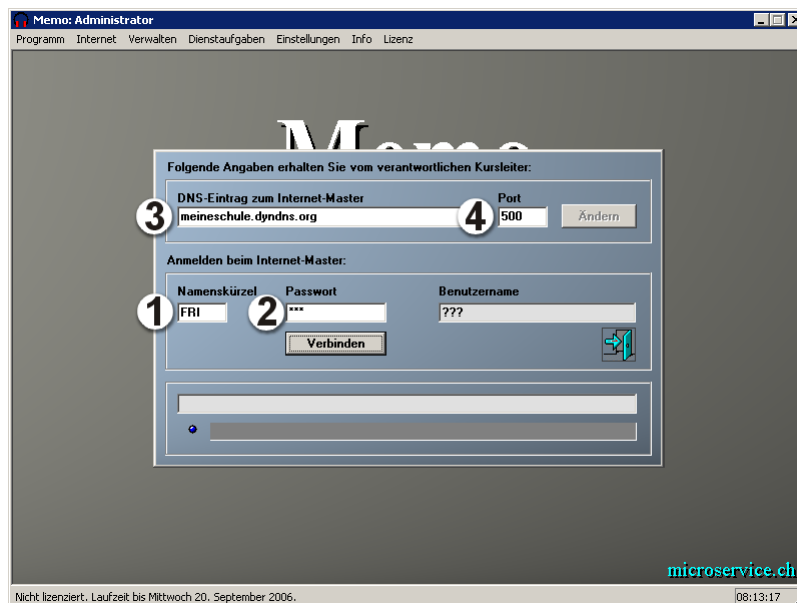 Memo: Administrator
Programm Internet Verwalten Dienstaufgaben Einstellungen Info Lizenz
Memo
Folgende Angaben erhalten Sie vom verantwortlichen Kursleiter:
DNS-Eintrag zum Internet-Master Port
3 meineschule.dyndns.org 4 500 Ändern
Anmelden beim Internet-Master:
Namenskürzel Passwort Benutzername
1 FRI 2 *** ???
Verbinden
microservice.ch
Nicht lizenziert. Laufzeit bis Mittwoch 20. September 2006. 08:13:17